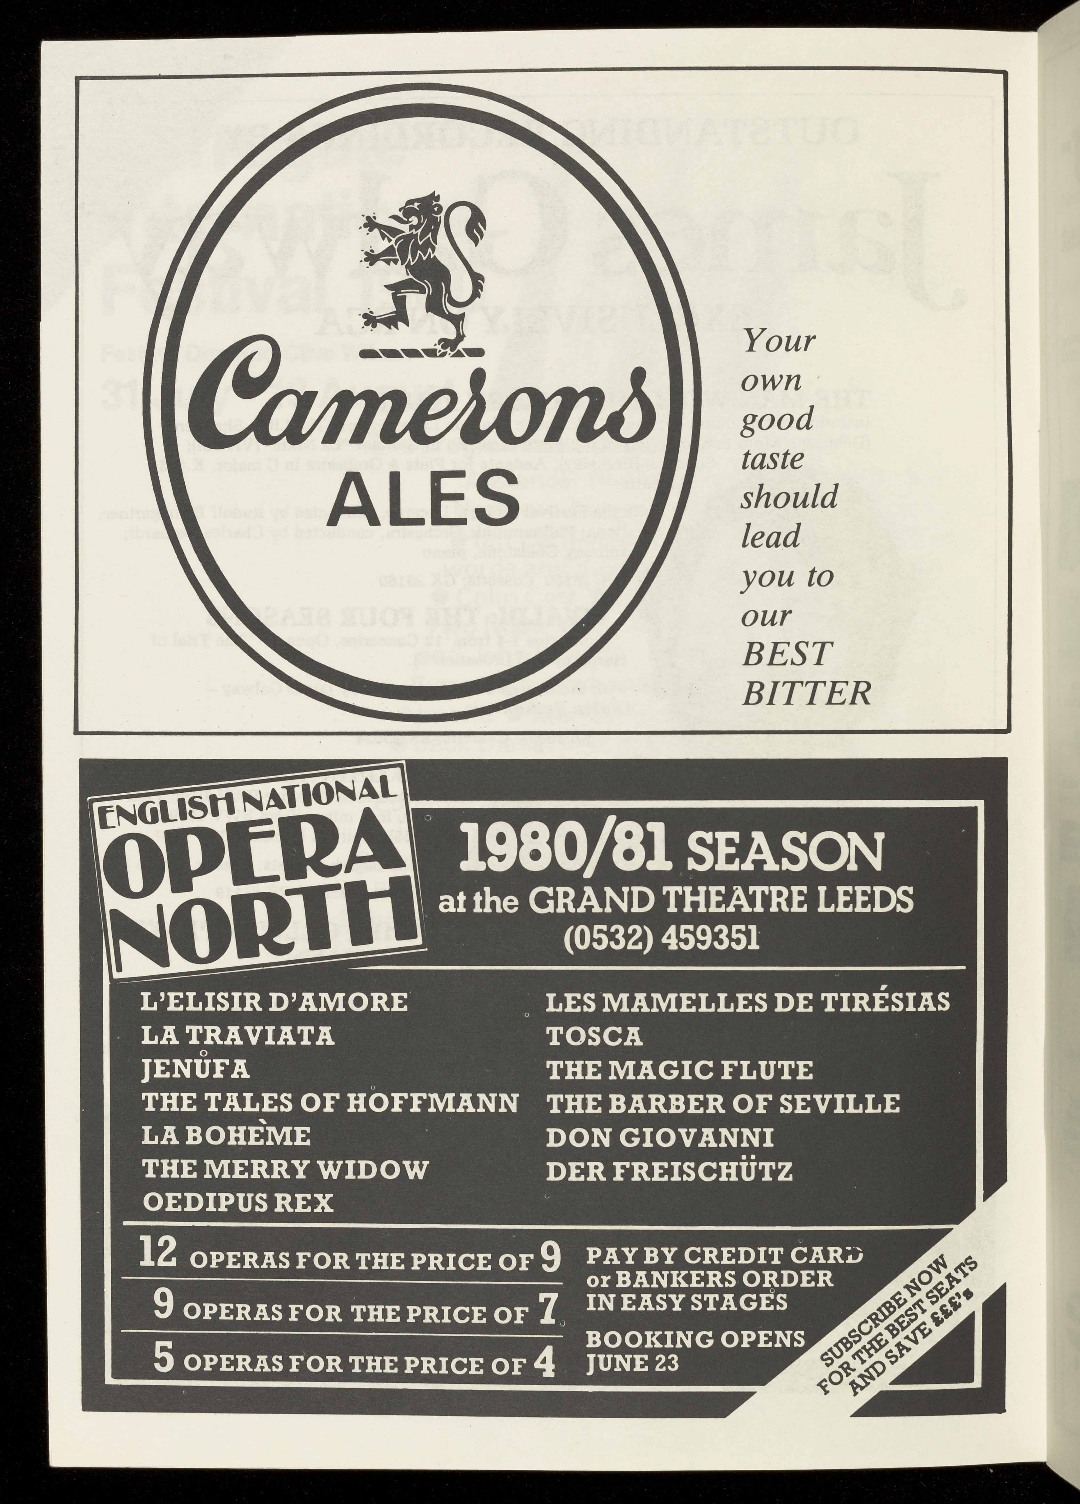 Camerons
ALES
Your
own
good
taste
should
lead
you to
our
BEST
BITTER
ENGLISH NATIONAL
OPERA
NORTH
1980/81 SEASON
at the GRAND THEATRE LEEDS
(0532) 459351
L'ELISIR D'AMORE
LA TRAVIATA
JENŮFA
THE TALES OF HOFFMANN
LA BOHÈME
THE MERRY WIDOW
OEDIPUS REX
LES MAMELLES DE TIRÉSIAS
TOSCA
THE MAGIC FLUTE
THE BARBER OF SEVILLE
DON GIOVANNI
DER FREISCHÜTZ
12 OPERAS FOR THE PRICE OF 9
9 OPERAS FOR THE PRICE OF 7
5 OPERAS FOR THE PRICE OF 4
PAY BY CREDIT CARD
or BANKERS ORDER
IN EASY STAGES
BOOKING OPENS
JUNE 23
SUBSCRIBE NOW
FOR THE BEST SEATS
AND SAVE £££'s